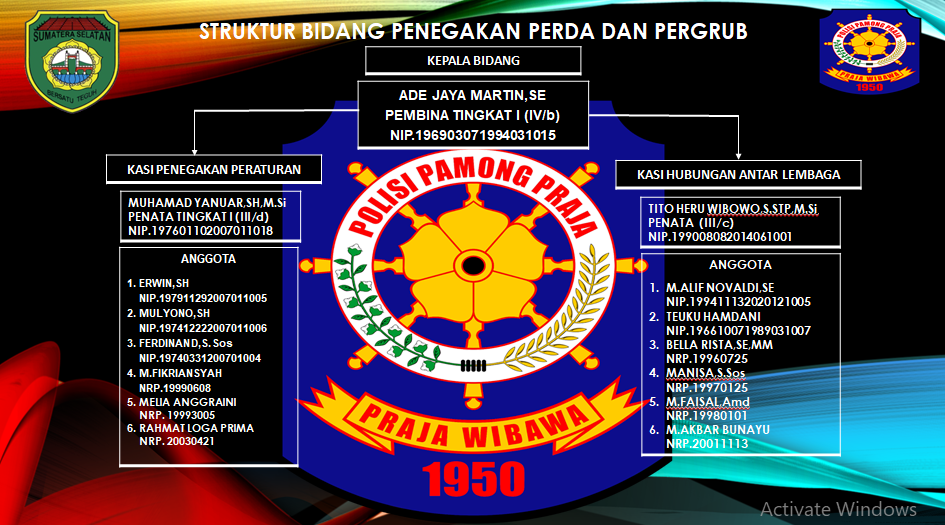 STRUKTUR BIDANG PENEGAKAN PERDA DAN PERGRUB
SUMATERA SELATAN
BERSATU TEGUH
POLISI PAMONG PRAJA
PRAJA WIBAWA
1950
KEPALA BIDANG
ADE JAYA MARTIN,SE
PEMBINA TINGKAT I (IV/b)
NIP.196903071994031015
KASI PENEGAKAN PERATURAN
MUHAMAD YANUAR,SH,M.Si
PENATA TINGKAT I (III/d)
NIP.197601102007011018
ANGGOTA
1. ERWIN,SH
NIP.197911292007011005
2. MULYONO,SH
NIP.197412222007011006
3. FERDINAND,S.Sos
NIP.19740331200701004
4. M.FIKRIANSYAH
NRP.19990608
5. MELIA ANGGRAINI
NRP. 19993005
6. RAHMAT LOGA PRIMA
NRP. 20030421
KASI HUBUNGAN ANTAR LEMBAGA
TITO HERU WIBOWO,S.STP,M.Si
PENATA (III/c)
NIP.199008082014061001
ANGGOTA
1. M.ALIF NOVALDI,SE
NIP.199411132020121005
2. TEUKU HAMDANI
NIP.196610071989031007
3. BELLA RISTA,SE,MM
NRP.19960725
4. MANISA,S.Sos
NRP.19970125
5. M.FAISAL,Amd
NRP.19980101
6. M.AKBAR BUNAYU
NRP.20011113
POLISI PAMONG PRAJA
PRAJA WIBAWA
1950
Activate Windows